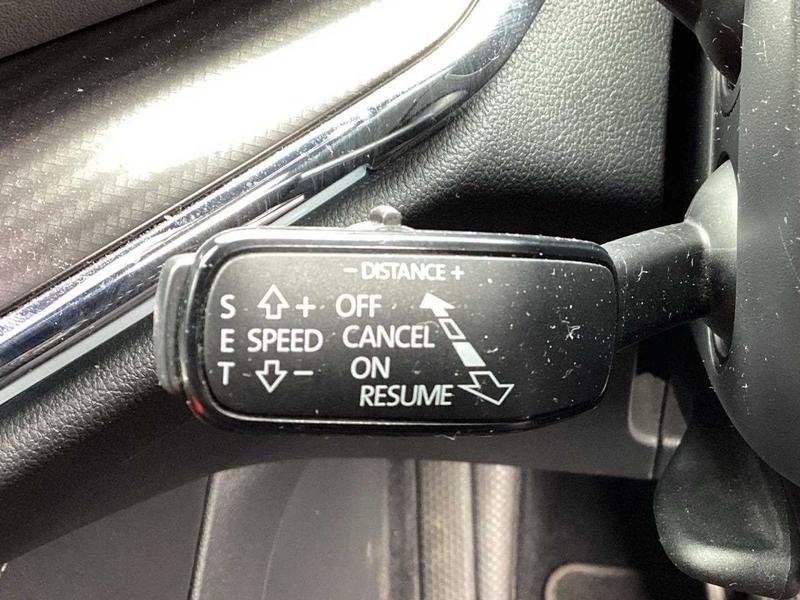 − DISTANCE +
S E T
+ SPEED −
OFF
CANCEL
ON
RESUME